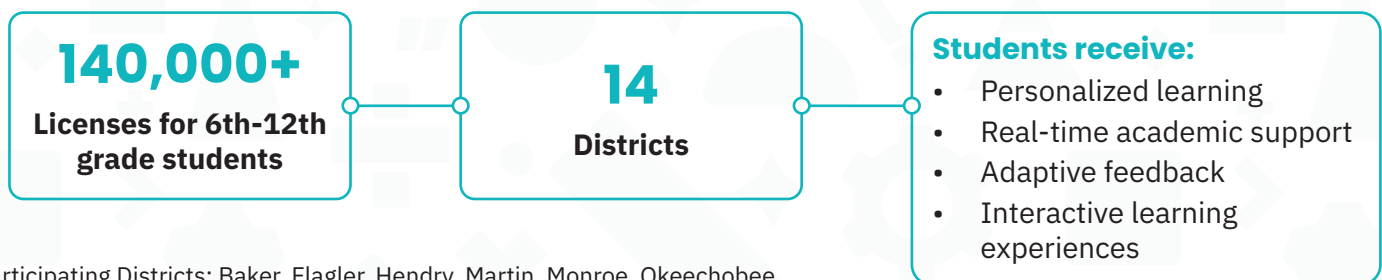 140,000+
Licenses for 6th-12th
grade students
14
Districts
Students receive:
• Personalized learning
• Real-time academic support
• Adaptive feedback
• Interactive learning
experiences
Districts: Baker, Flagler, Hendry, Martin, Monroe, Okeechobee